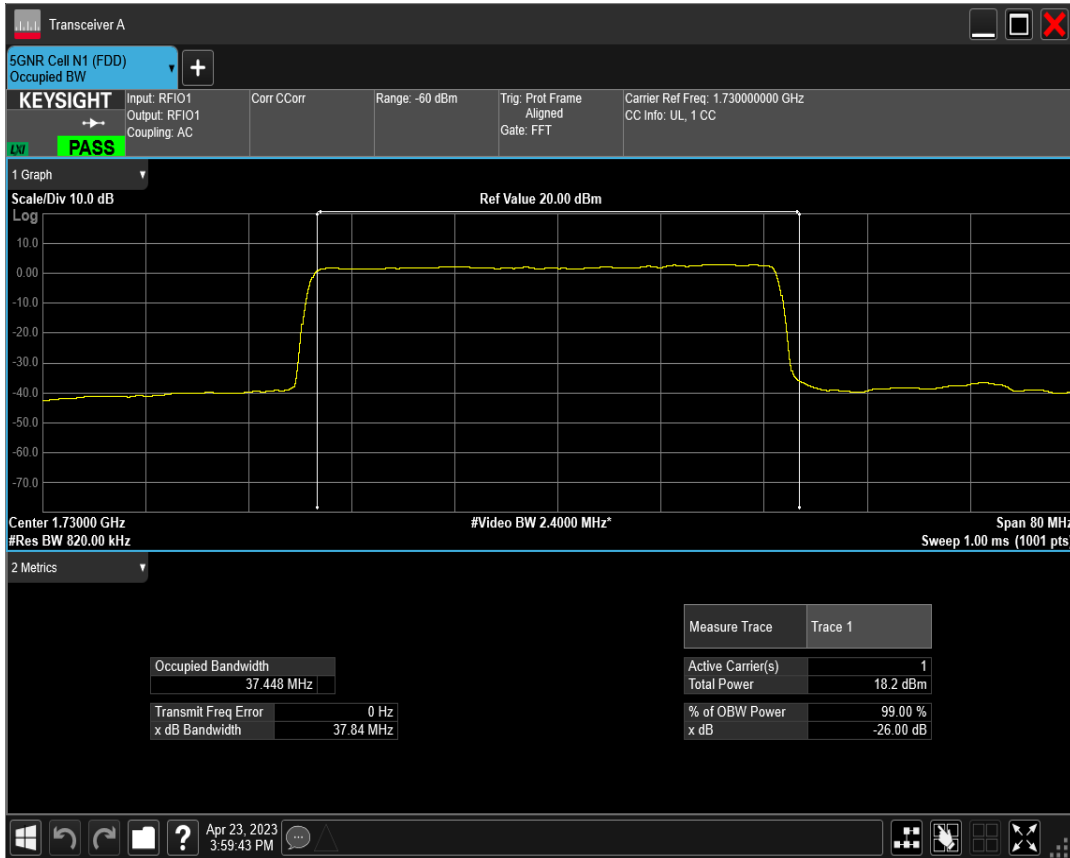 Transceiver A
5GNR Cell N1 (FDD)
Occupied BW
+
KEYSIGHT
LXI
PASS
Input: RFIO1
Output: RFIO1
Coupling: AC
Corr CCorr
Range: -60 dBm
Trig: Prot Frame
Aligned
Gate: FFT
Carrier Ref Freq: 1.730000000 GHz
CC Info: UL, 1 CC
1 Graph
Scale/Div 10.0 dB
Ref Value 20.00 dBm
Log
10.0
0.00
-10.0
-20.0
-30.0
-40.0
-50.0
-60.0
-70.0
Center 1.73000 GHz
#Video BW 2.4000 MHz*
Span 80 MHz
#Res BW 820.00 kHz
Sweep 1.00 ms (1001 pts)
2 Metrics
Measure Trace Trace 1
Occupied Bandwidth
37.448 MHz
Transmit Freq Error 0 Hz
x dB Bandwidth 37.84 MHz
Active Carrier(s) 1
Total Power 18.2 dBm
% of OBW Power 99.00 %
x dB -26.00 dB
?
Apr 23, 2023
3:59:43 PM